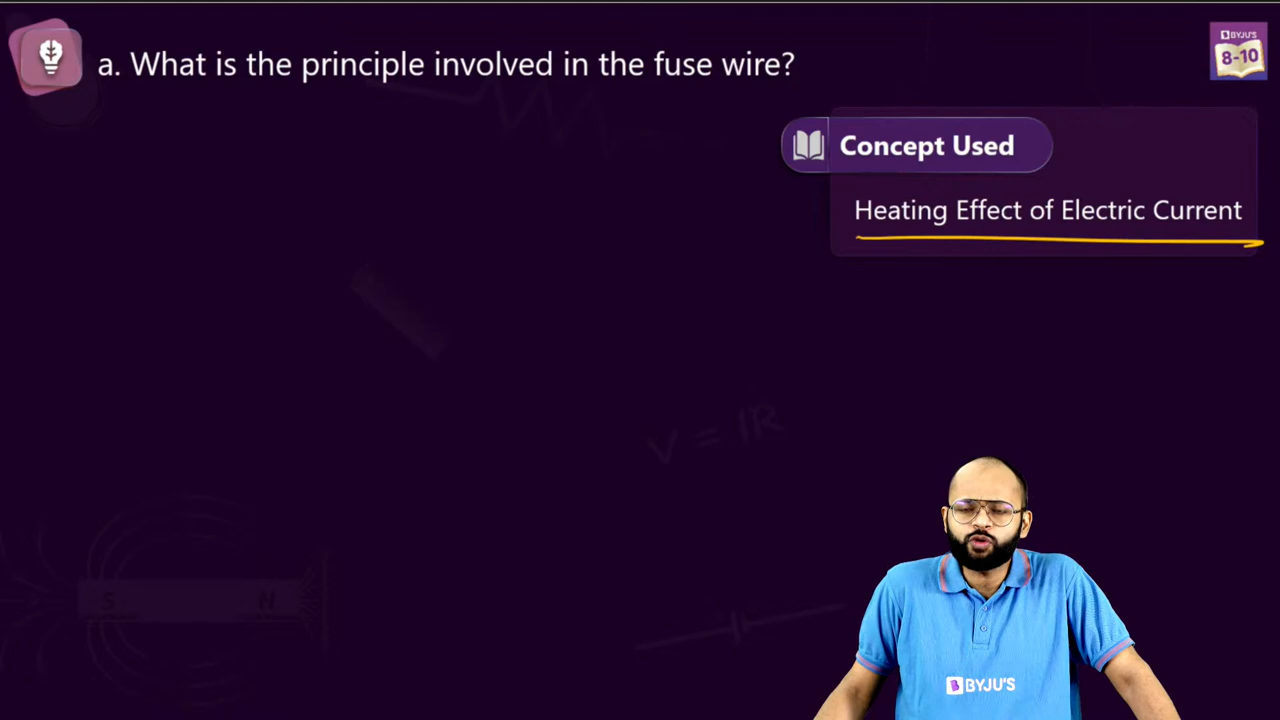 a. What is the principle involved in the fuse wire?
BYJU'S
8-10
Concept Used
Heating Effect of Electric Current
V = IR
S
N
BYJU'S